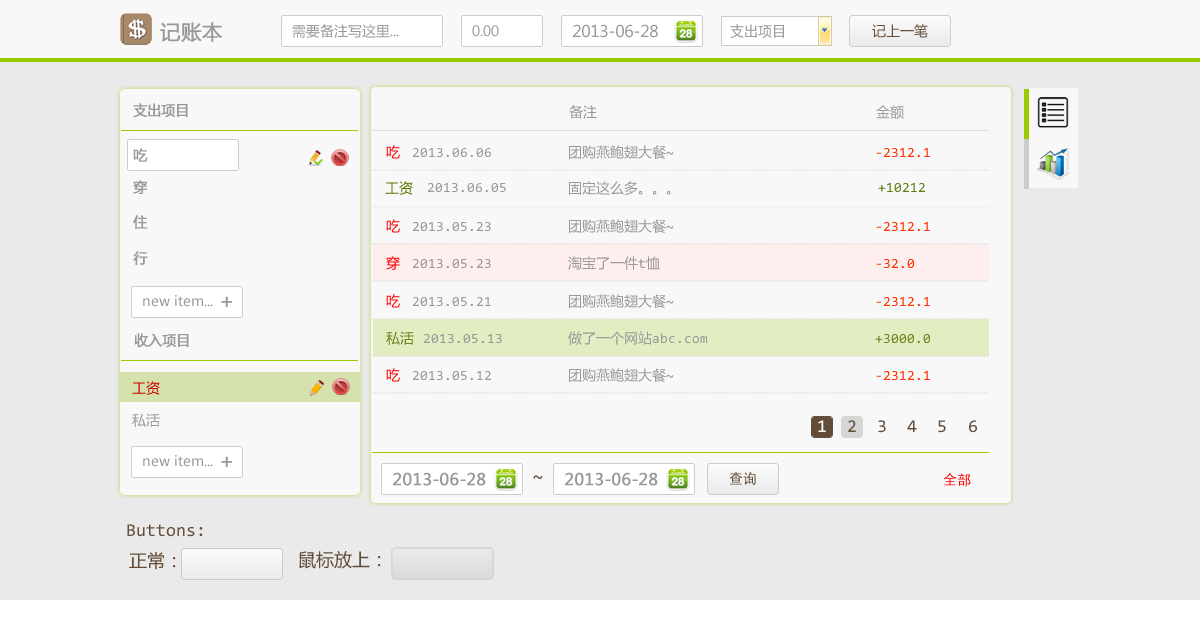 $ 记账本 需要备注写这里... 0.00 2013-06-28 28 支出项目 记上一笔
支出项目
吃
穿
住
行
new item... +
收入项目
工资
私活
new item... +
备注 金额
吃 2013.06.06 团购燕鲍翅大餐~ -2312.1
工资 2013.06.05 固定这么多。。。 +10212
吃 2013.05.23 团购燕鲍翅大餐~ -2312.1
穿 2013.05.23 淘宝了一件t恤 -32.0
吃 2013.05.21 团购燕鲍翅大餐~ -2312.1
私活 2013.05.13 做了一个网站abc.com +3000.0
吃 2013.05.12 团购燕鲍翅大餐~ -2312.1
1 2 3 4 5 6
2013-06-28 28 ~ 2013-06-28 28 查询 全部
Buttons:
正常： 鼠标放上：